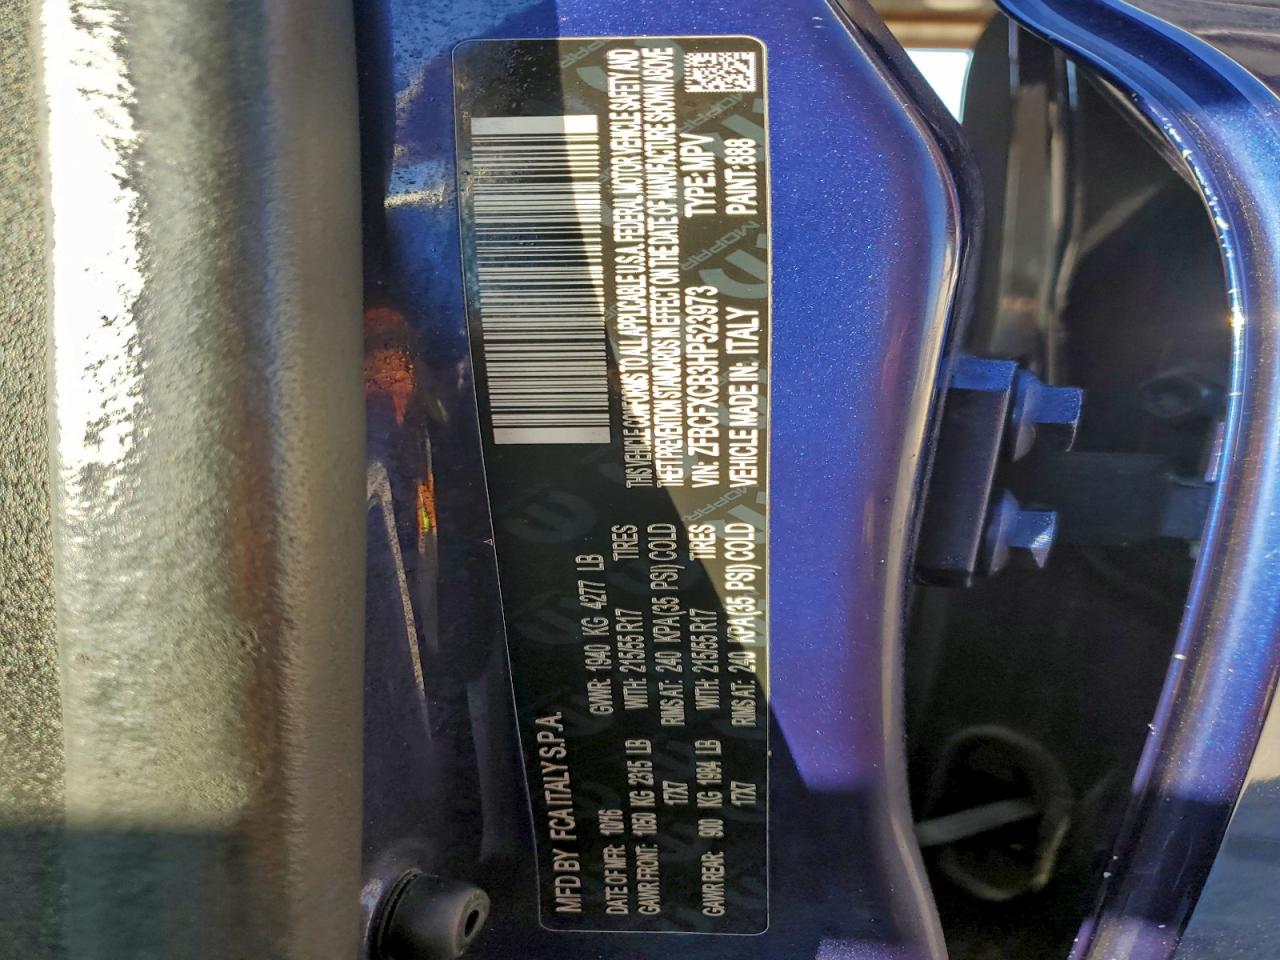 MFD BY FCA ITALY S.P.A.
DATE OF MFR: 10/16 GVWR: 1940 KG 4277 LB
GAWR FRONT: 1050 KG 2315 LB WITH: 215/55 R17 TIRES
17X7 RIMS AT: 240 KPA(35 PSI) COLD
GAWR REAR: 900 KG 1984 LB WITH: 215/55 R17 TIRES
17X7 RIMS AT: 240 KPA(35 PSI) COLD
THIS VEHICLE CONFORMS TO ALL APPLICABLE U.S.A. FEDERAL MOTOR VEHICLE SAFETY AND
THEFT PREVENTION STANDARDS IN EFFECT ON THE DATE OF MANUFACTURE SHOWN ABOVE
VIN: ZFBCFXCB3HP523973 TYPE: MPV
VEHICLE MADE IN: ITALY PAINT: 888
MOPAR
MOPAR
MOPAR